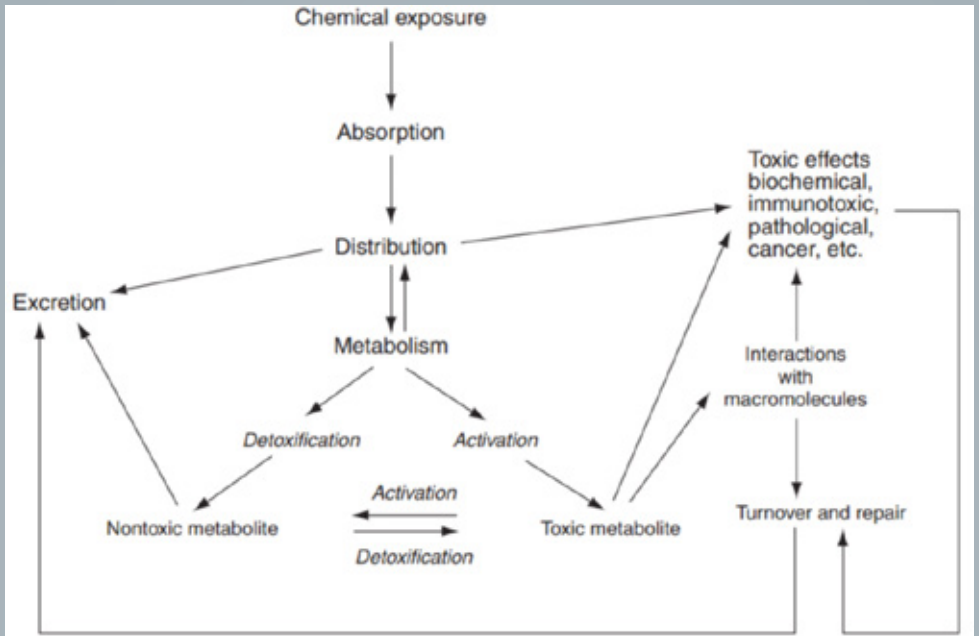 Chemical exposure
Absorption
Toxic effects
biochemical,
immunotoxic,
pathological,
cancer, etc.
Distribution
Excretion
Metabolism
Interactions
with
macromolecules
Detoxification
Activation
Activation
Nontoxic metabolite
Toxic metabolite
Turnover and repair
Detoxification